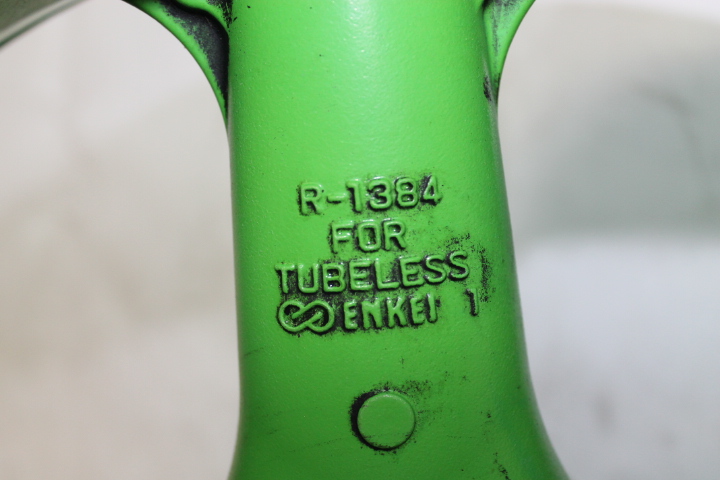 R-1384
FOR
TUBELESS
ENKEI 1